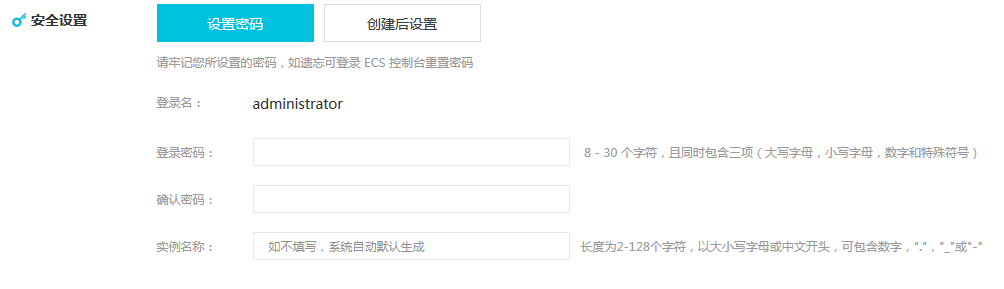 安全设置 设置密码 创建后设置
请牢记您所设置的密码，如遗忘可登录 ECS 控制台重置密码
登录名： administrator
登录密码： 8 - 30 个字符，且同时包含三项（大写字母，小写字母，数字和特殊符号）
确认密码：
实例名称： 如不填写，系统自动默认生成 长度为2-128个字符，以大小写字母或中文开头，可包含数字，"."，"_"或"-"